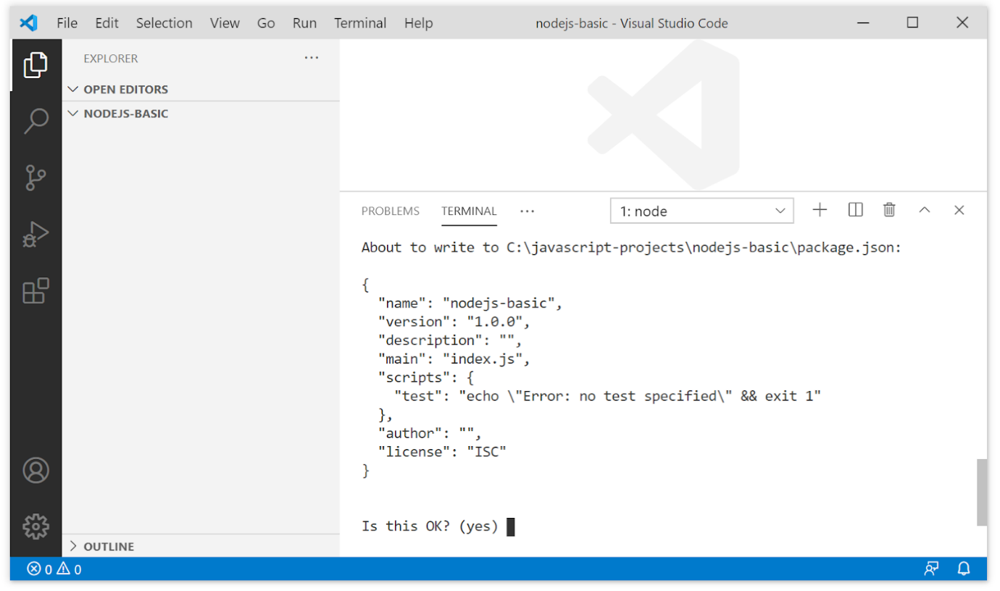 File Edit Selection View Go Run Terminal Help nodejs-basic - Visual Studio Code
EXPLORER ...
OPEN EDITORS
NODEJS-BASIC
OUTLINE
PROBLEMS TERMINAL ... 1: node
About to write to C:\javascript-projects\nodejs-basic\package.json:
{
"name": "nodejs-basic",
"version": "1.0.0",
"description": "",
"main": "index.js",
"scripts": {
"test": "echo \"Error: no test specified\" && exit 1"
},
"author": "",
"license": "ISC"
}
Is this OK? (yes)
0 0